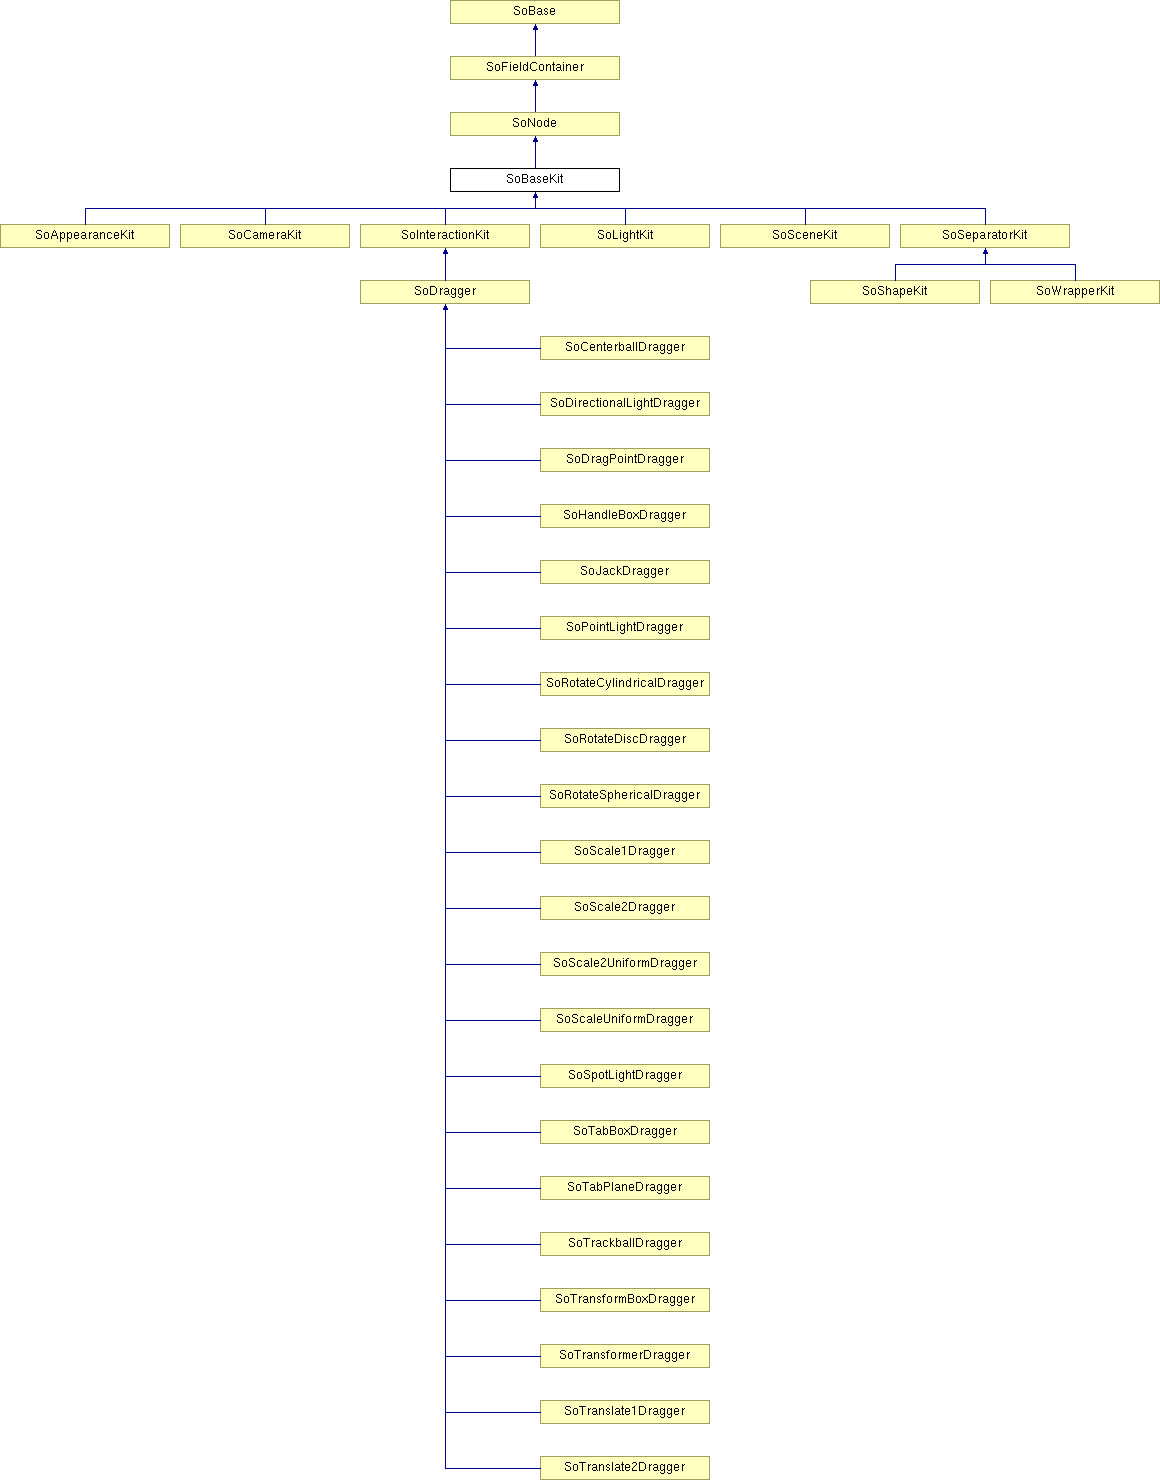 SoBase
SoFieldContainer
SoNode
SoBaseKit
SoAppearanceKit
SoCameraKit
SoInteractionKit
SoLightKit
SoSceneKit
SoSeparatorKit
SoDragger
SoShapeKit
SoWrapperKit
SoCenterballDragger
SoDirectionalLightDragger
SoDragPointDragger
SoHandleBoxDragger
SoJackDragger
SoPointLightDragger
SoRotateCylindricalDragger
SoRotateDiscDragger
SoRotateSphericalDragger
SoScale1Dragger
SoScale2Dragger
SoScale2UniformDragger
SoScaleUniformDragger
SoSpotLightDragger
SoTabBoxDragger
SoTabPlaneDragger
SoTrackballDragger
SoTransformBoxDragger
SoTransformerDragger
SoTranslate1Dragger
SoTranslate2Dragger